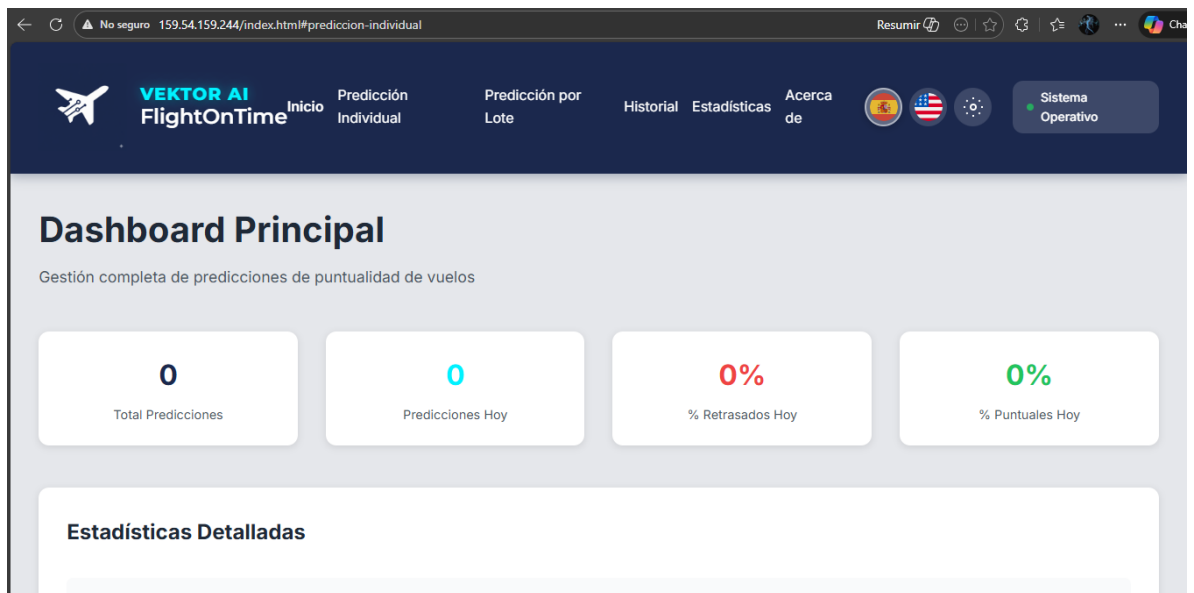 No seguro 159.54.159.244/index.html#prediccion-individual
Resumir
Cha
VEKTOR AI
FlightOnTime
Inicio
Predicción
Individual
Predicción por
Lote
Historial
Estadísticas
Acerca
de
Sistema
Operativo
Dashboard Principal
Gestión completa de predicciones de puntualidad de vuelos
0
Total Predicciones
0
Predicciones Hoy
0%
% Retrasados Hoy
0%
% Puntuales Hoy
Estadísticas Detalladas